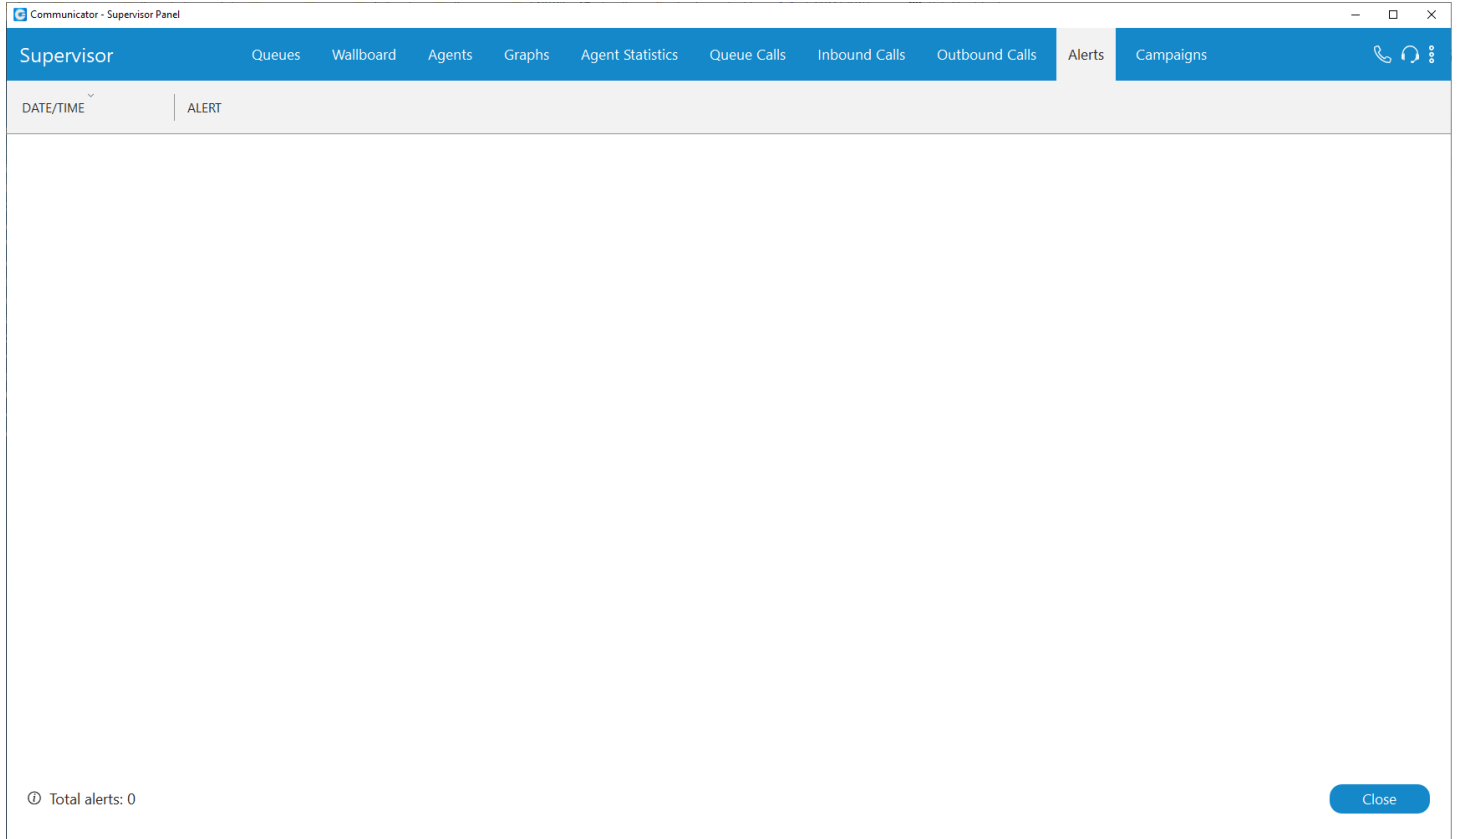 Communicator - Supervisor Panel
Supervisor Queues Wallboard Agents Graphs Agent Statistics Queue Calls Inbound Calls Outbound Calls Alerts Campaigns
DATE/TIME ALERT
Total alerts: 0 Close